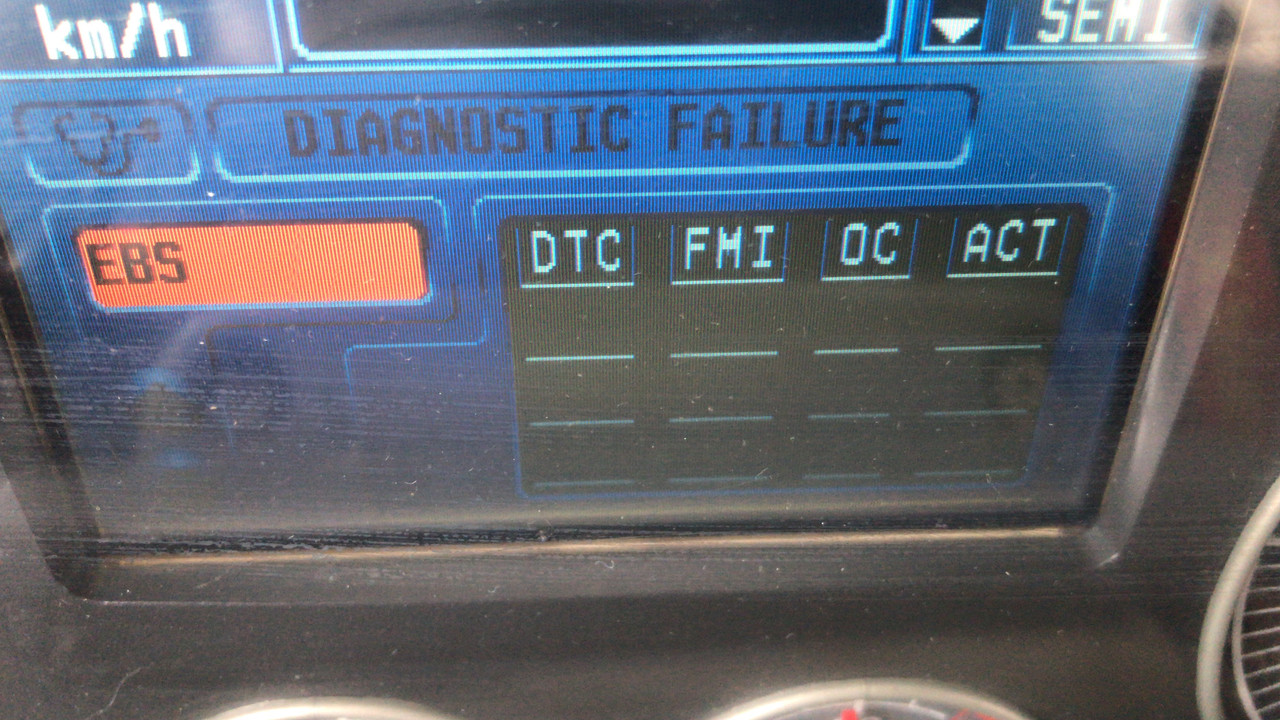 km/h
SEMI
DIAGNOSTIC FAILURE
EBS
DTC FMI OC ACT